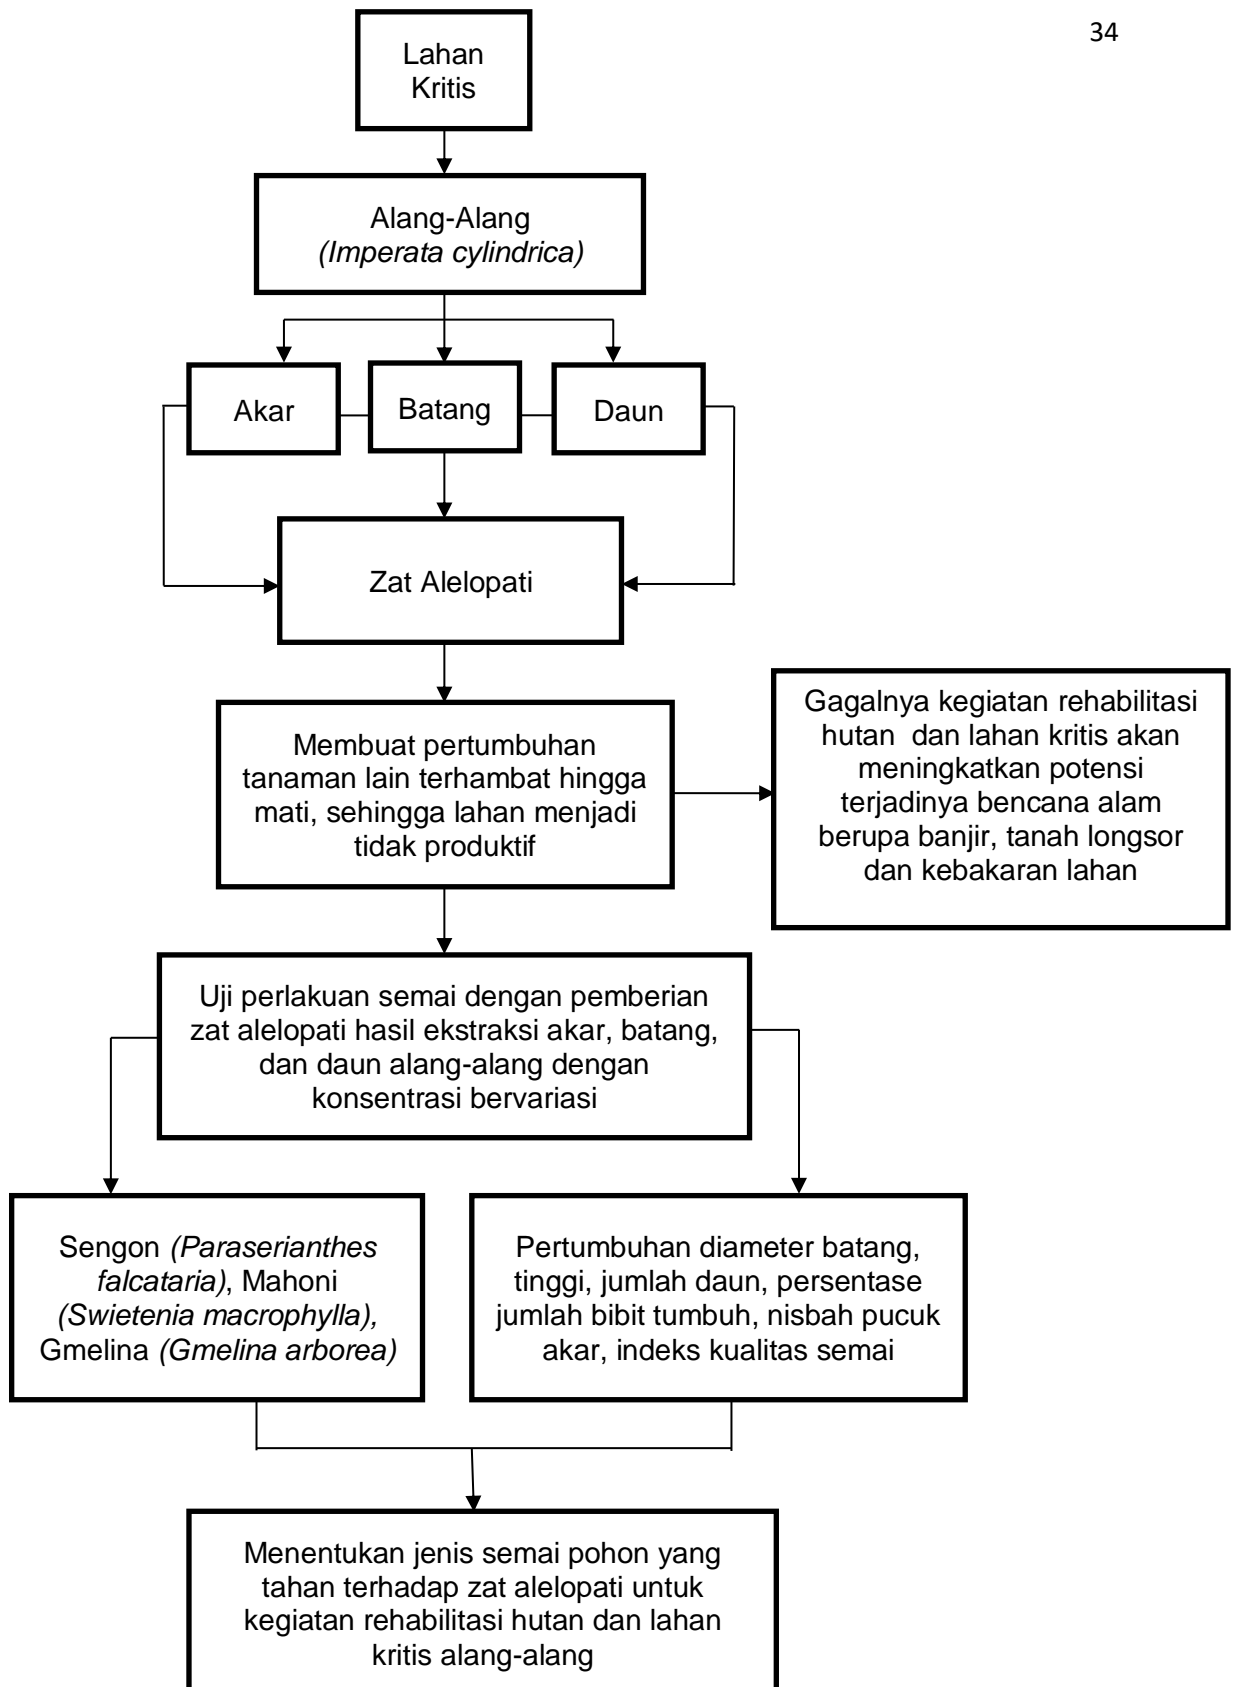 34
Lahan
Kritis
Alang-Alang
(Imperata cylindrica)
Akar
Batang
Daun
Zat Alelopati
Membuat pertumbuhan
tanaman lain terhambat hingga
mati, sehingga lahan menjadi
tidak produktif
Gagalnya kegiatan rehabilitasi
hutan  dan lahan kritis akan
meningkatkan potensi
terjadinya bencana alam
berupa banjir, tanah longsor
dan kebakaran lahan
Uji perlakuan semai dengan pemberian
zat alelopati hasil ekstraksi akar, batang,
dan daun alang-alang dengan
konsentrasi bervariasi
Sengon (Paraserianthes
falcataria), Mahoni
(Swietenia macrophylla),
Gmelina (Gmelina arborea)
Pertumbuhan diameter batang,
tinggi, jumlah daun, persentase
jumlah bibit tumbuh, nisbah pucuk
akar, indeks kualitas semai
Menentukan jenis semai pohon yang
tahan terhadap zat alelopati untuk
kegiatan rehabilitasi hutan dan lahan
kritis alang-alang